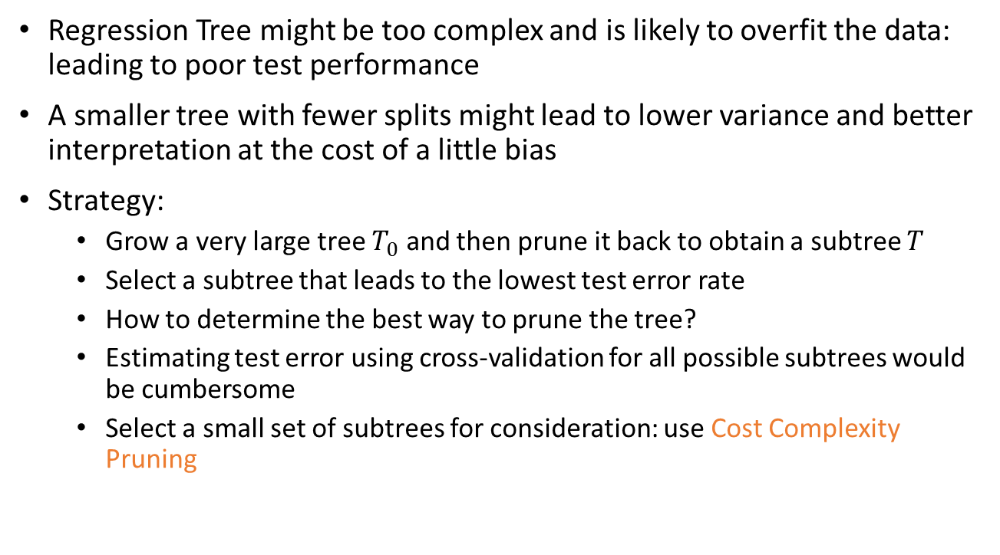 • Regression Tree might be too complex and is likely to overfit the data:
leading to poor test performance
• A smaller tree with fewer splits might lead to lower variance and better
interpretation at the cost of a little bias
• Strategy:
• Grow a very large tree T₀ and then prune it back to obtain a subtree T
• Select a subtree that leads to the lowest test error rate
• How to determine the best way to prune the tree?
• Estimating test error using cross-validation for all possible subtrees would
be cumbersome
• Select a small set of subtrees for consideration: use Cost Complexity
Pruning